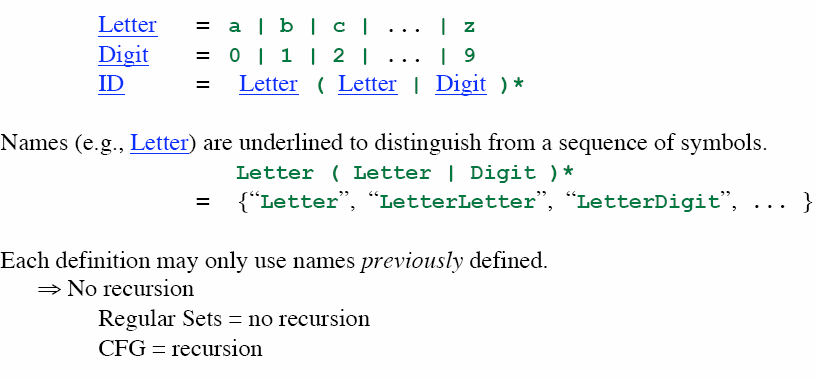 Letter = a | b | c | ... | z
Digit = 0 | 1 | 2 | ... | 9
ID = Letter ( Letter | Digit )*
Names (e.g., Letter) are underlined to distinguish from a sequence of symbols.
Letter ( Letter | Digit )*
= {“Letter”, “LetterLetter”, “LetterDigit”, ... }
Each definition may only use names previously defined.
⇒ No recursion
Regular Sets = no recursion
CFG = recursion